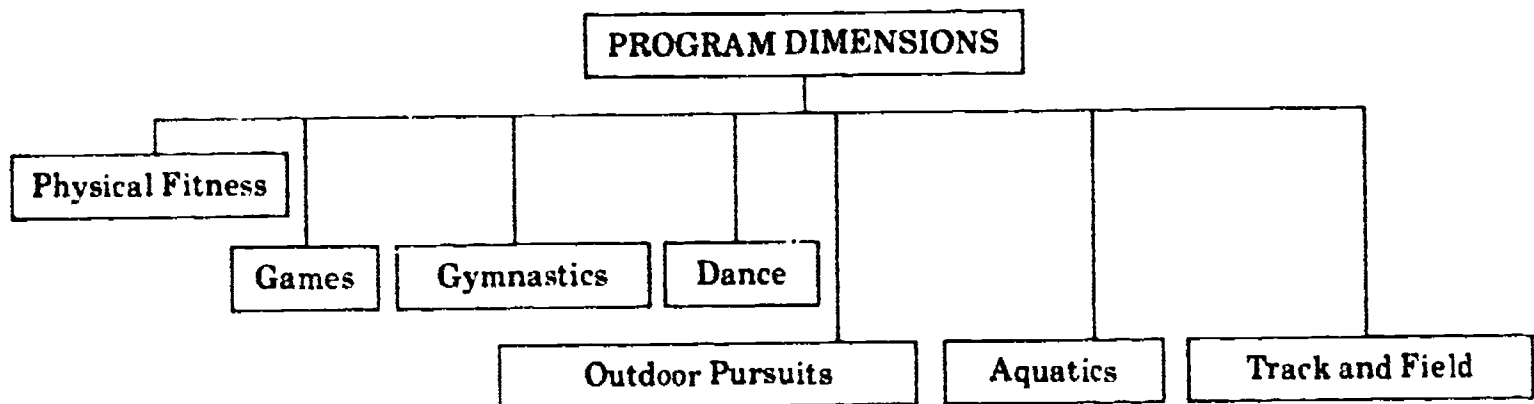 PROGRAM DIMENSIONS
Physical Fitness
Games
Gymnastics
Dance
Outdoor Pursuits
Aquatics
Track and Field